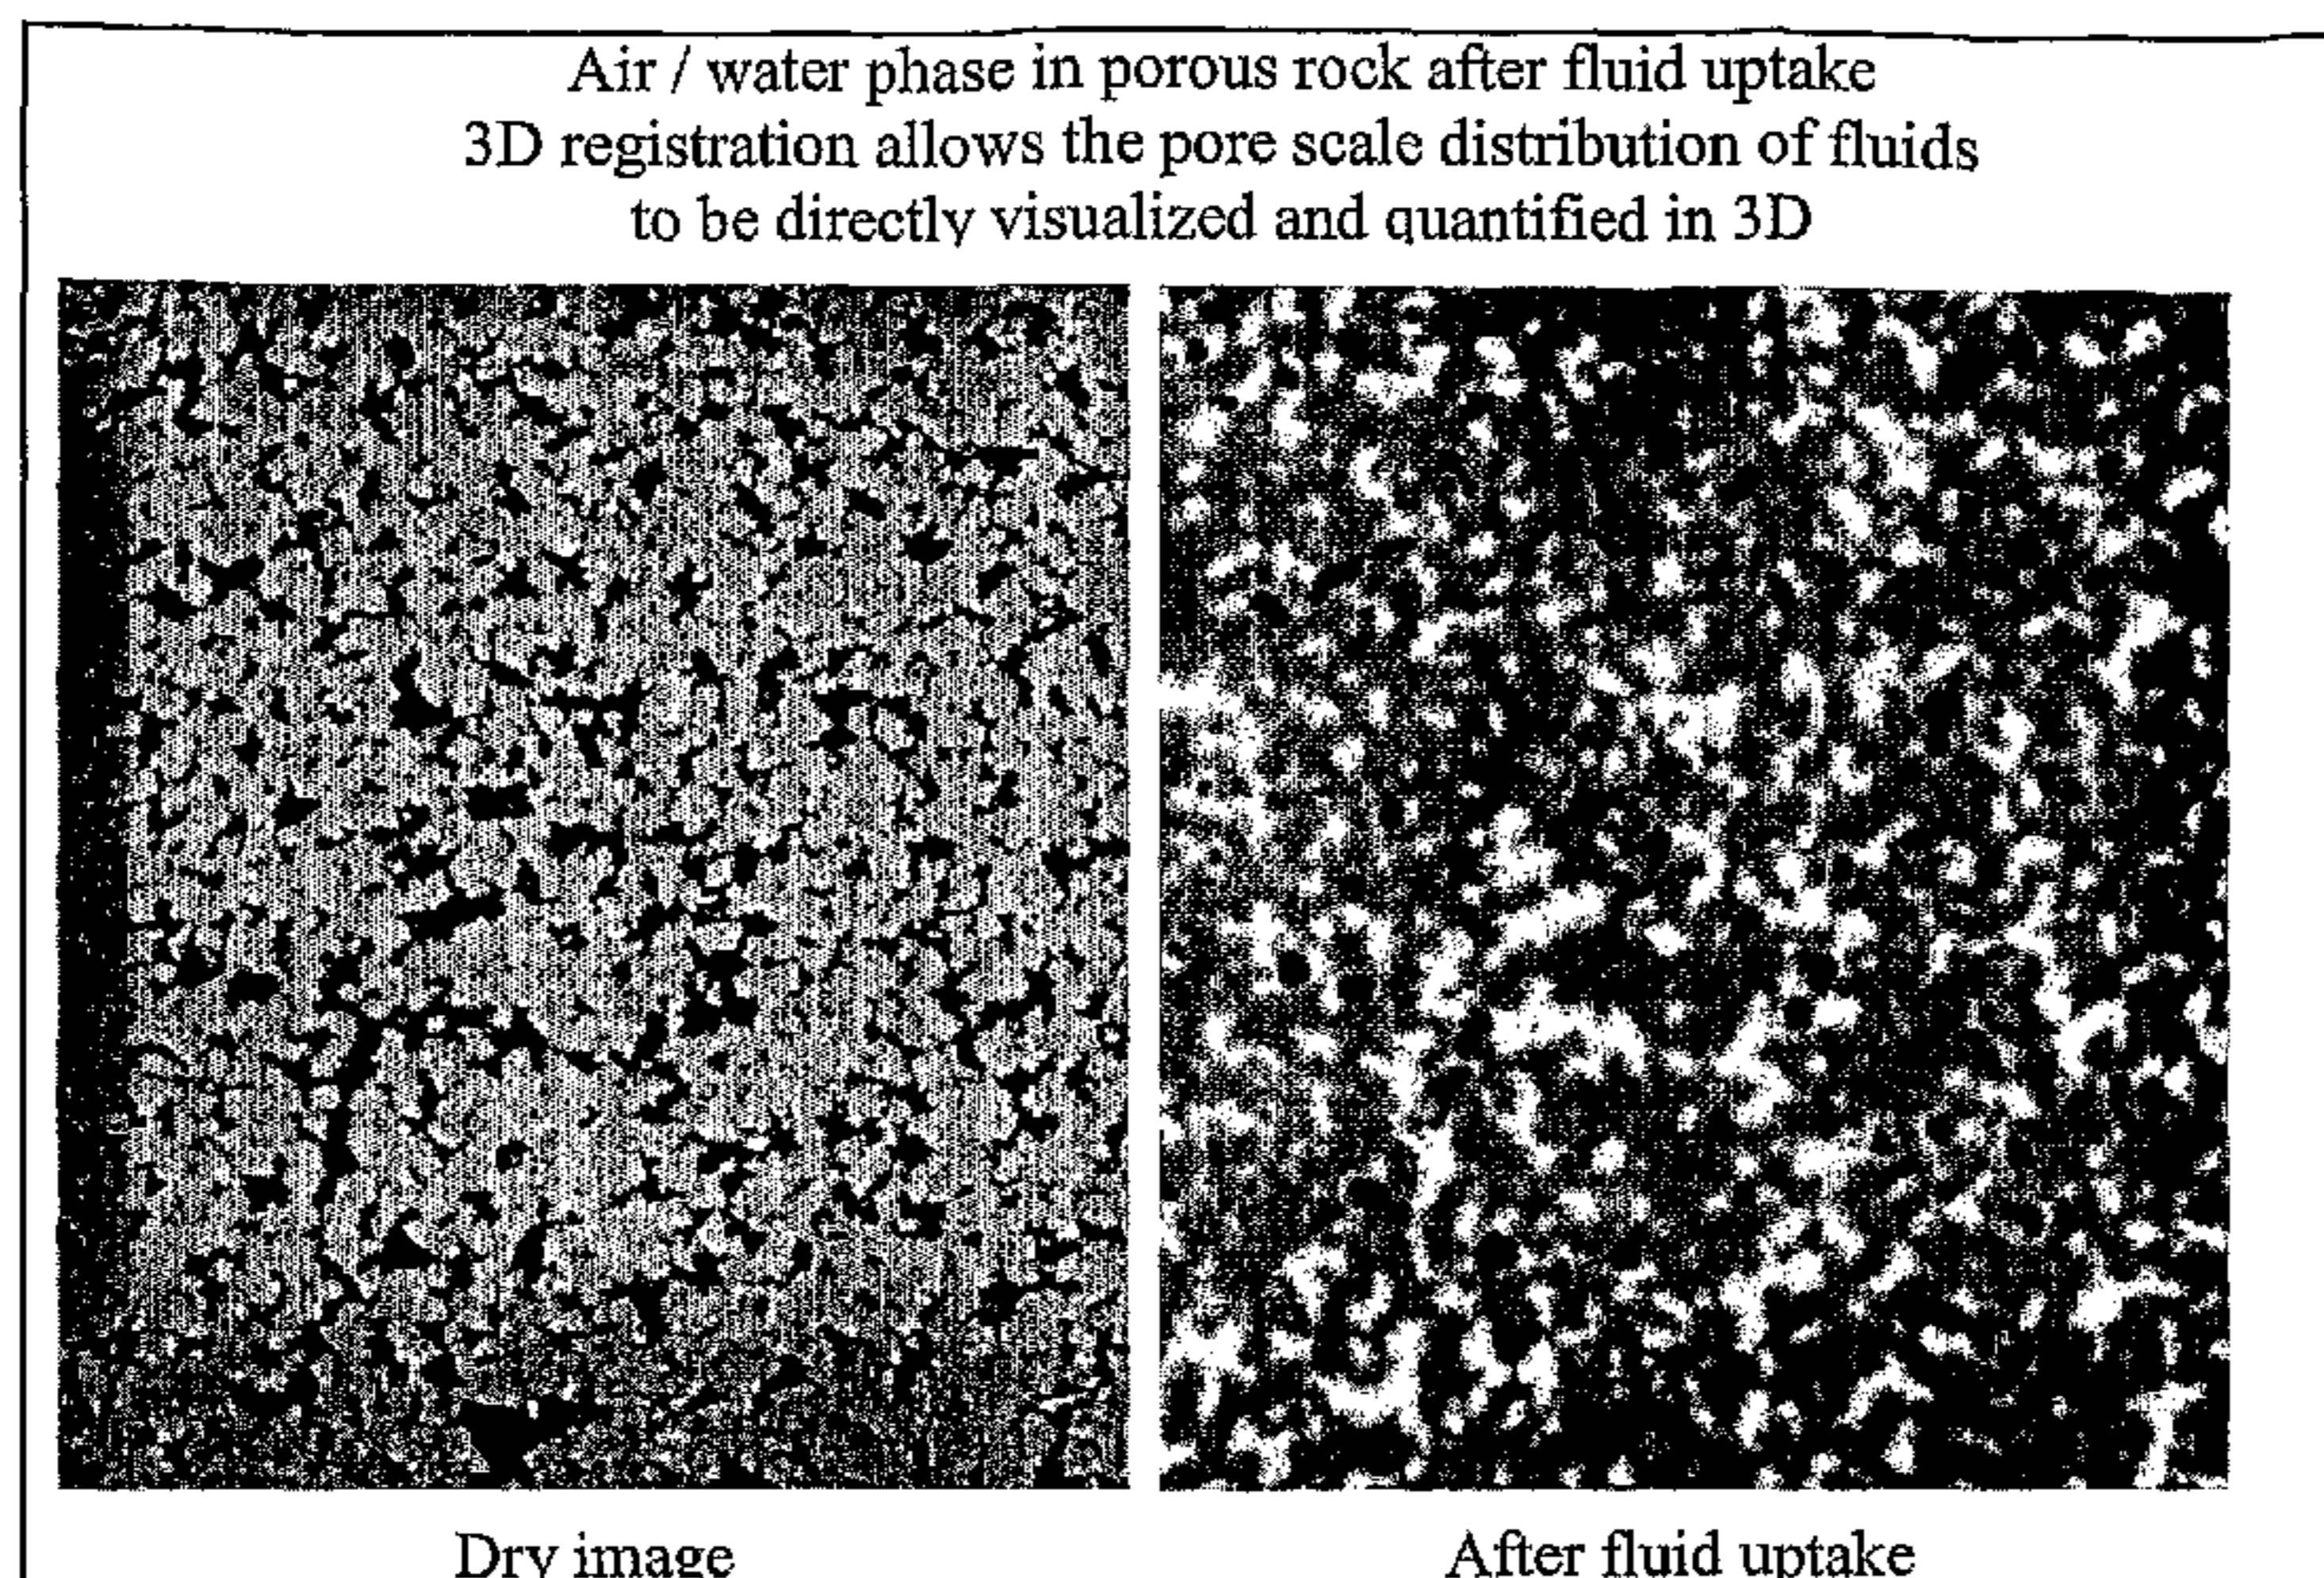 Air / water phase in porous rock after fluid uptake
3D registration allows the pore scale distribution of fluids
to be directly visualized and quantified in 3D
Dry image
After fluid uptake